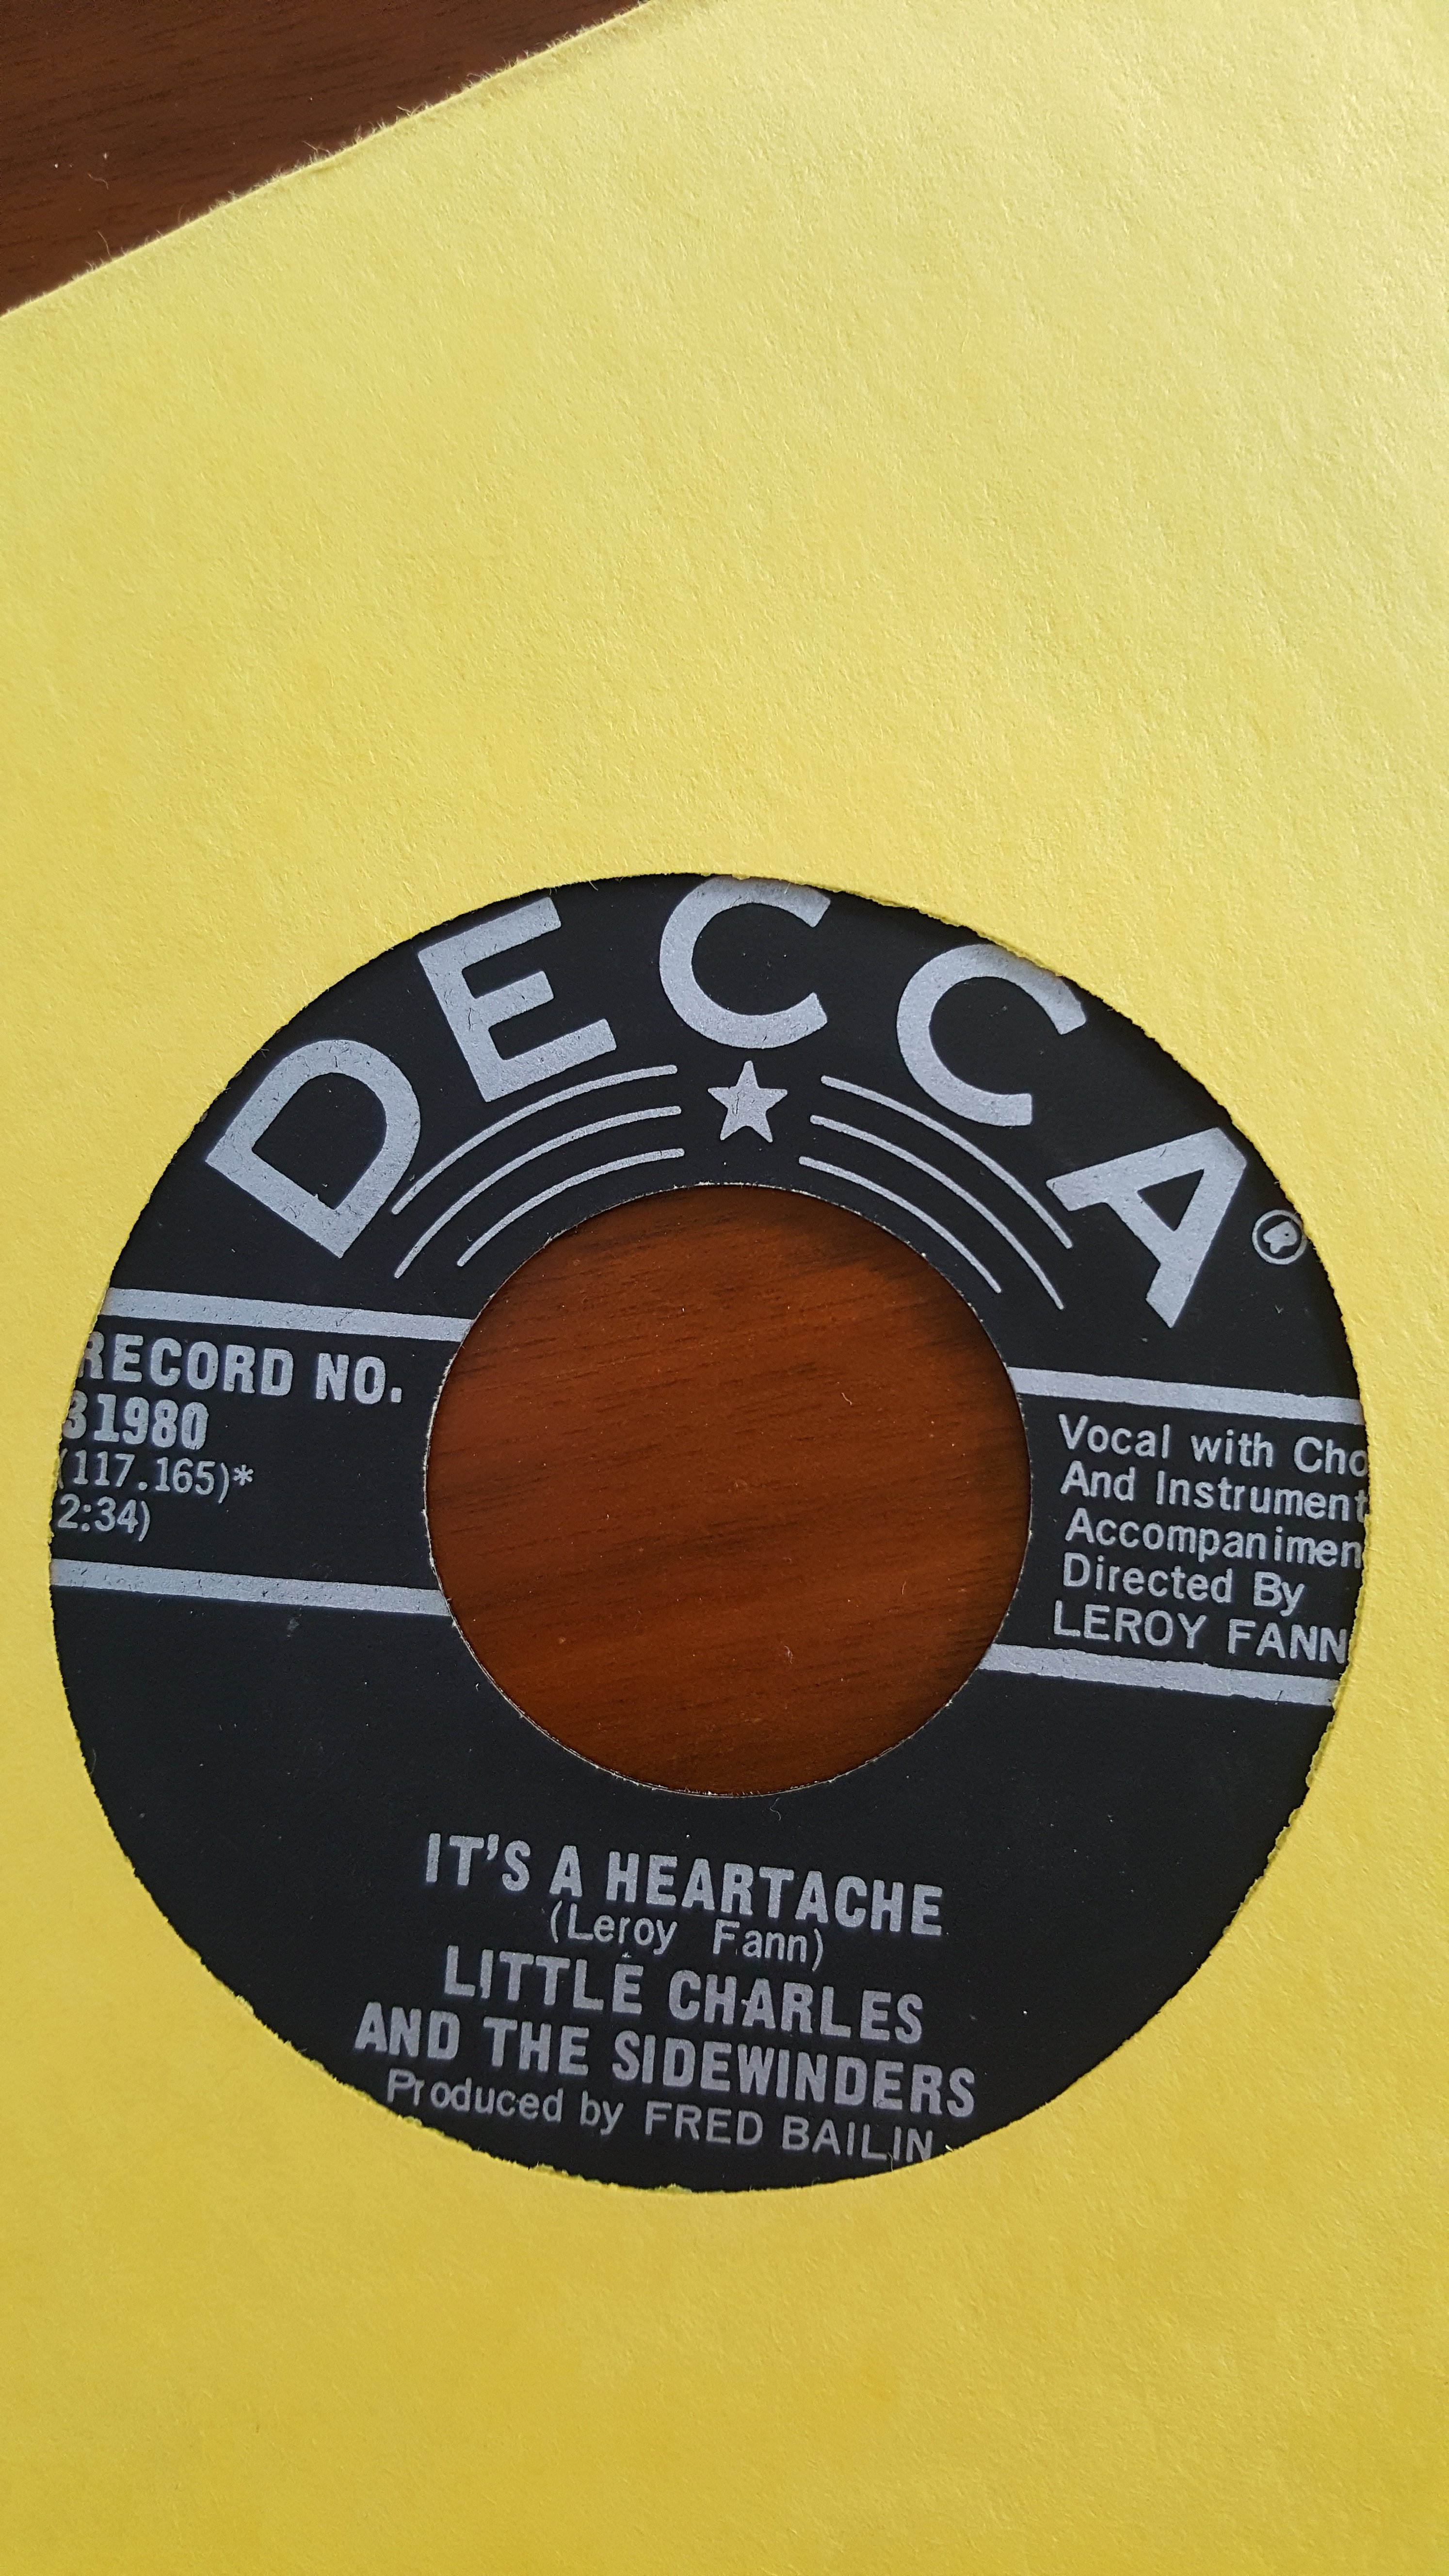 DECCA®
RECORD NO.
31980
(117.165)*
2:34)
Vocal with Cho
And Instrument
Accompanimen
Directed By
LEROY FANN
IT'S A HEARTACHE
(Leroy Fann)
LITTLE CHARLES
AND THE SIDEWINDERS
Produced by FRED BAILIN